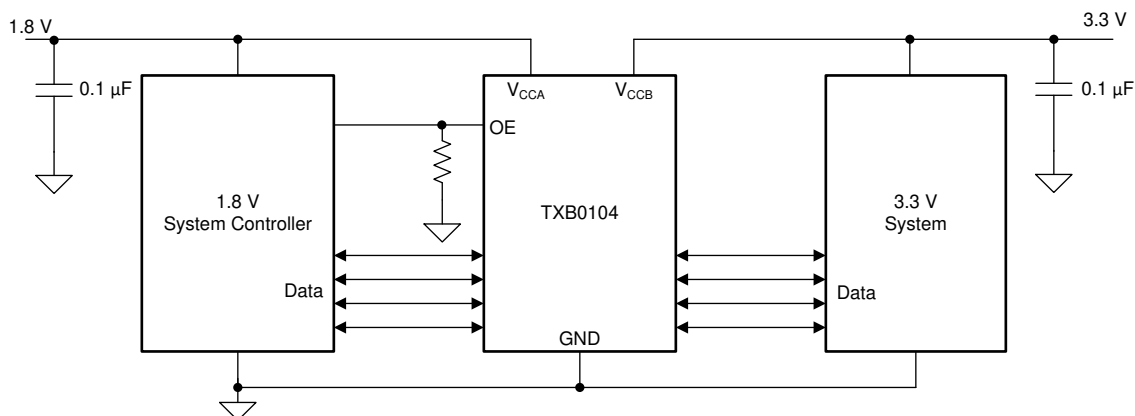 1.8 V
3.3 V
0.1 µF
VCCA
VCCB
0.1 µF
OE
1.8 V
System Controller
TXB0104
3.3 V
System
Data
Data
GND